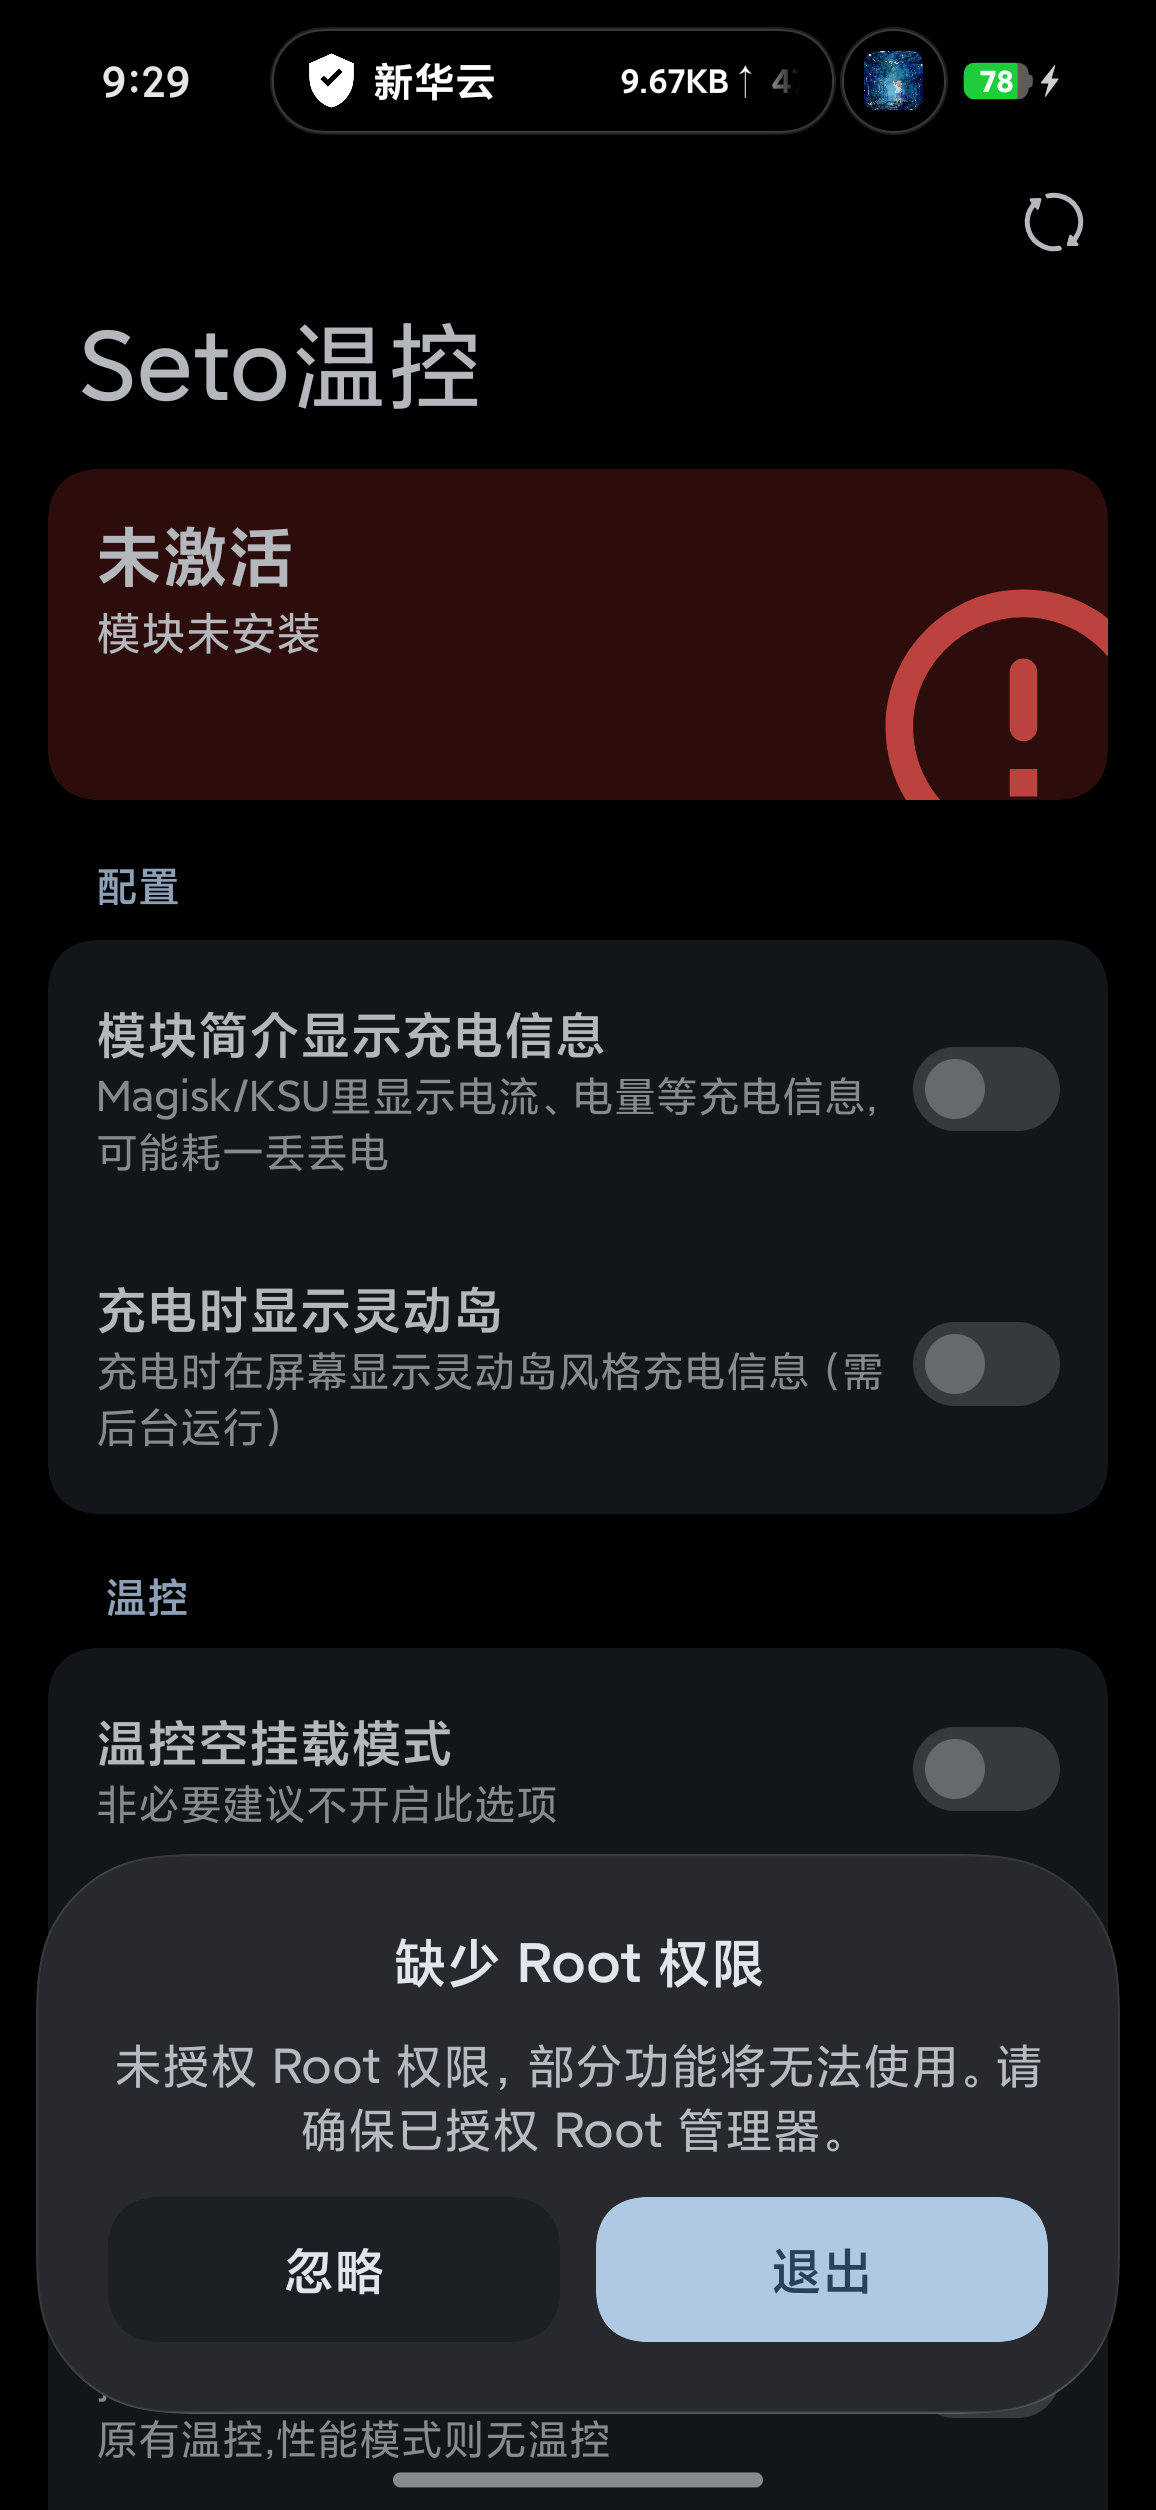 9:29
新华云
9.67KB↑
78
Seto温控
未激活
模块未安装
配置
模块简介显示充电信息
Magisk/KSU里显示电流、电量等充电信息,
可能耗一丢丢电
充电时显示灵动岛
充电时在屏幕显示灵动岛风格充电信息（需
后台运行）
温控
温控空挂载模式
非必要建议不开启此选项
缺少 Root 权限
未授权 Root 权限，部分功能将无法使用。请
确保已授权 Root 管理器。
忽略
退出
原有温控,性能模式则无温控